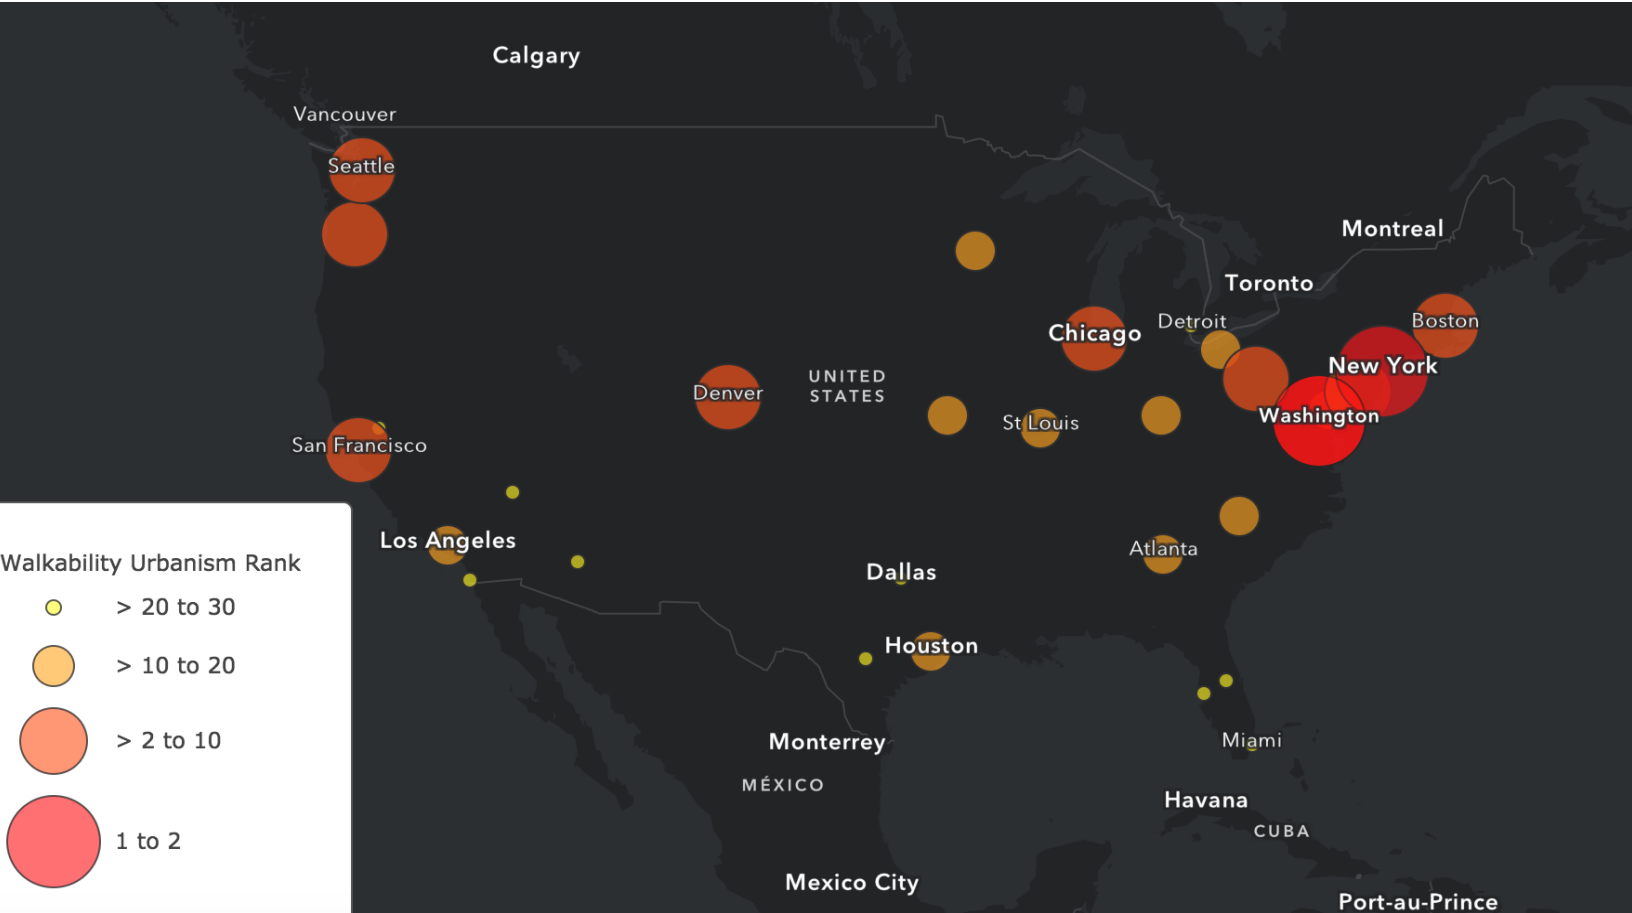 Calgary
Vancouver
Seattle
Montreal
Toronto
Detroit
Boston
Chicago
New York
UNITED
STATES
Denver
Washington
St Louis
San Francisco
Los Angeles
Atlanta
Dallas
Houston
Monterrey
Miami
MÉXICO
Havana
CUBA
Mexico City
Port-au-Prince
Walkability Urbanism Rank
> 20 to 30
> 10 to 20
> 2 to 10
1 to 2